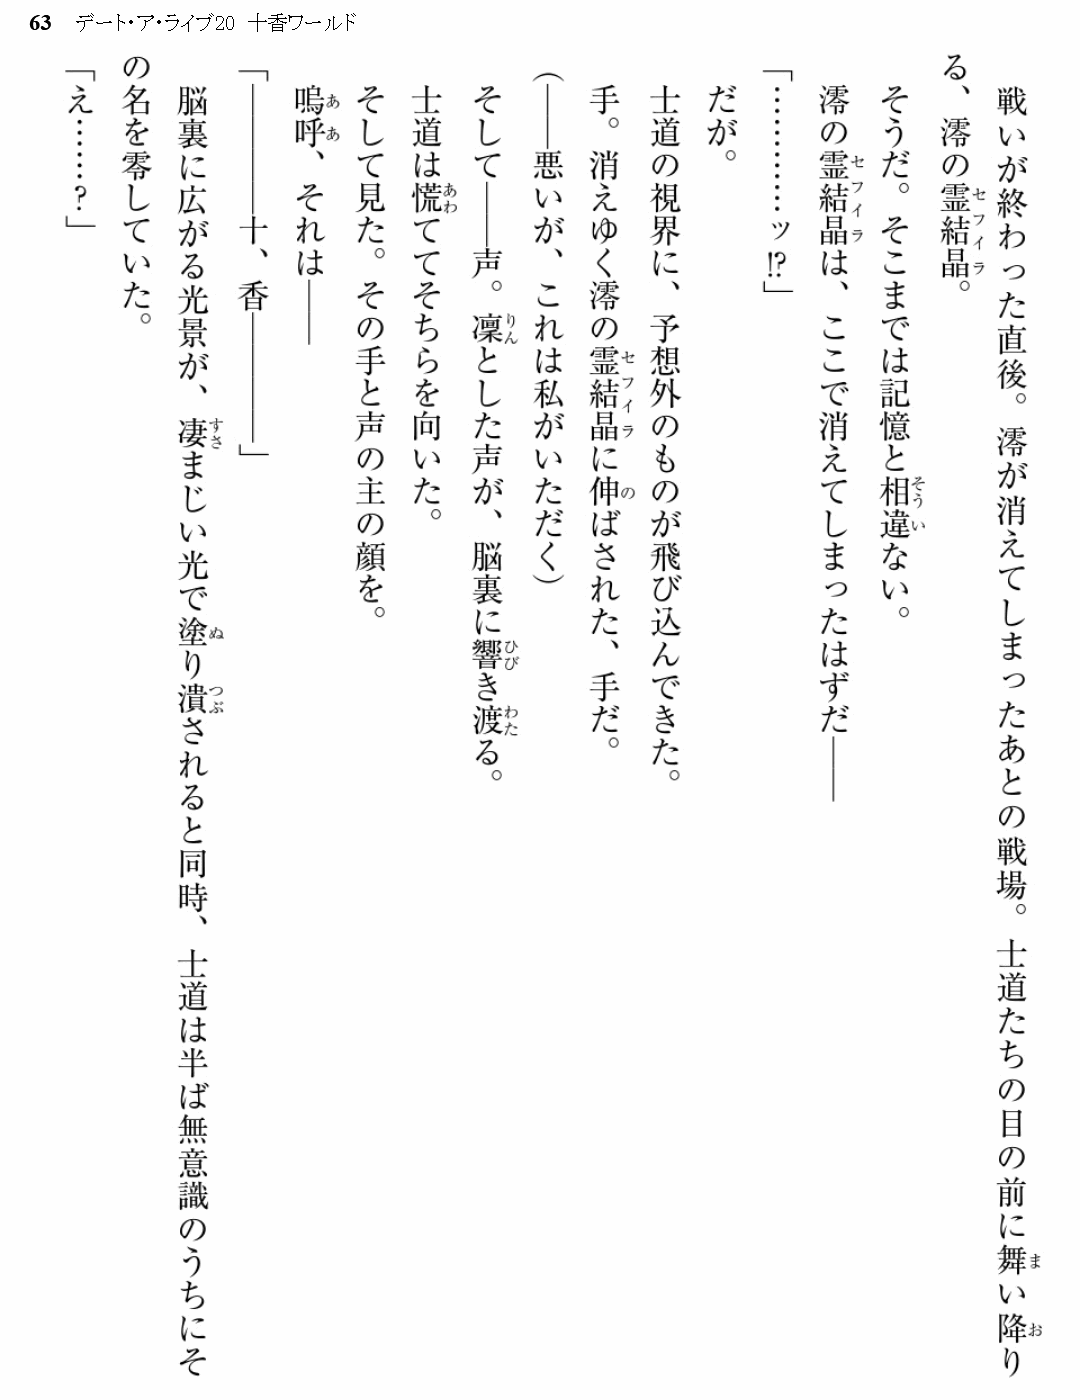 63 デート・ア・ライブ20 十香ワールド
戦いが終わった直後。澪が消えてしまったあとの戦場。士道たちの目の前に舞い降り
る、澪の霊結晶。
そうだ。そこまでは記憶と相違ない。
澪の霊結晶は、ここで消えてしまったはずだ――
「…………ッ!?」
だが。
士道の視界に、予想外のものが飛び込んできた。
手。消えゆく澪の霊結晶に伸ばされた、手だ。
(――悪いが、これは私がいただく)
そして――声。凜とした声が、脳裏に響き渡る。
士道は慌ててそちらを向いた。
そして見た。その手と声の主の顔を。
嗚呼、それは――
「――――十、香――――」
脳裏に広がる光景が、凄まじい光で塗り潰されると同時、士道は半ば無意識のうちにそ
の名を零していた。
「え……?」